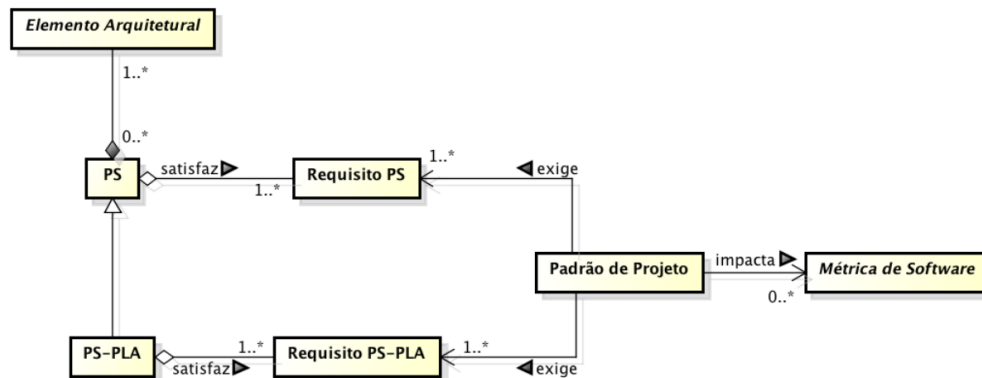 Elemento Arquitetural
1..*
0..*
PS
satisfaz
1..*
Requisito PS
1..*
exige
Padrão de Projeto
impacta
0..*
Métrica de Software
PS-PLA
satisfaz
1..*
Requisito PS-PLA
1..*
exige